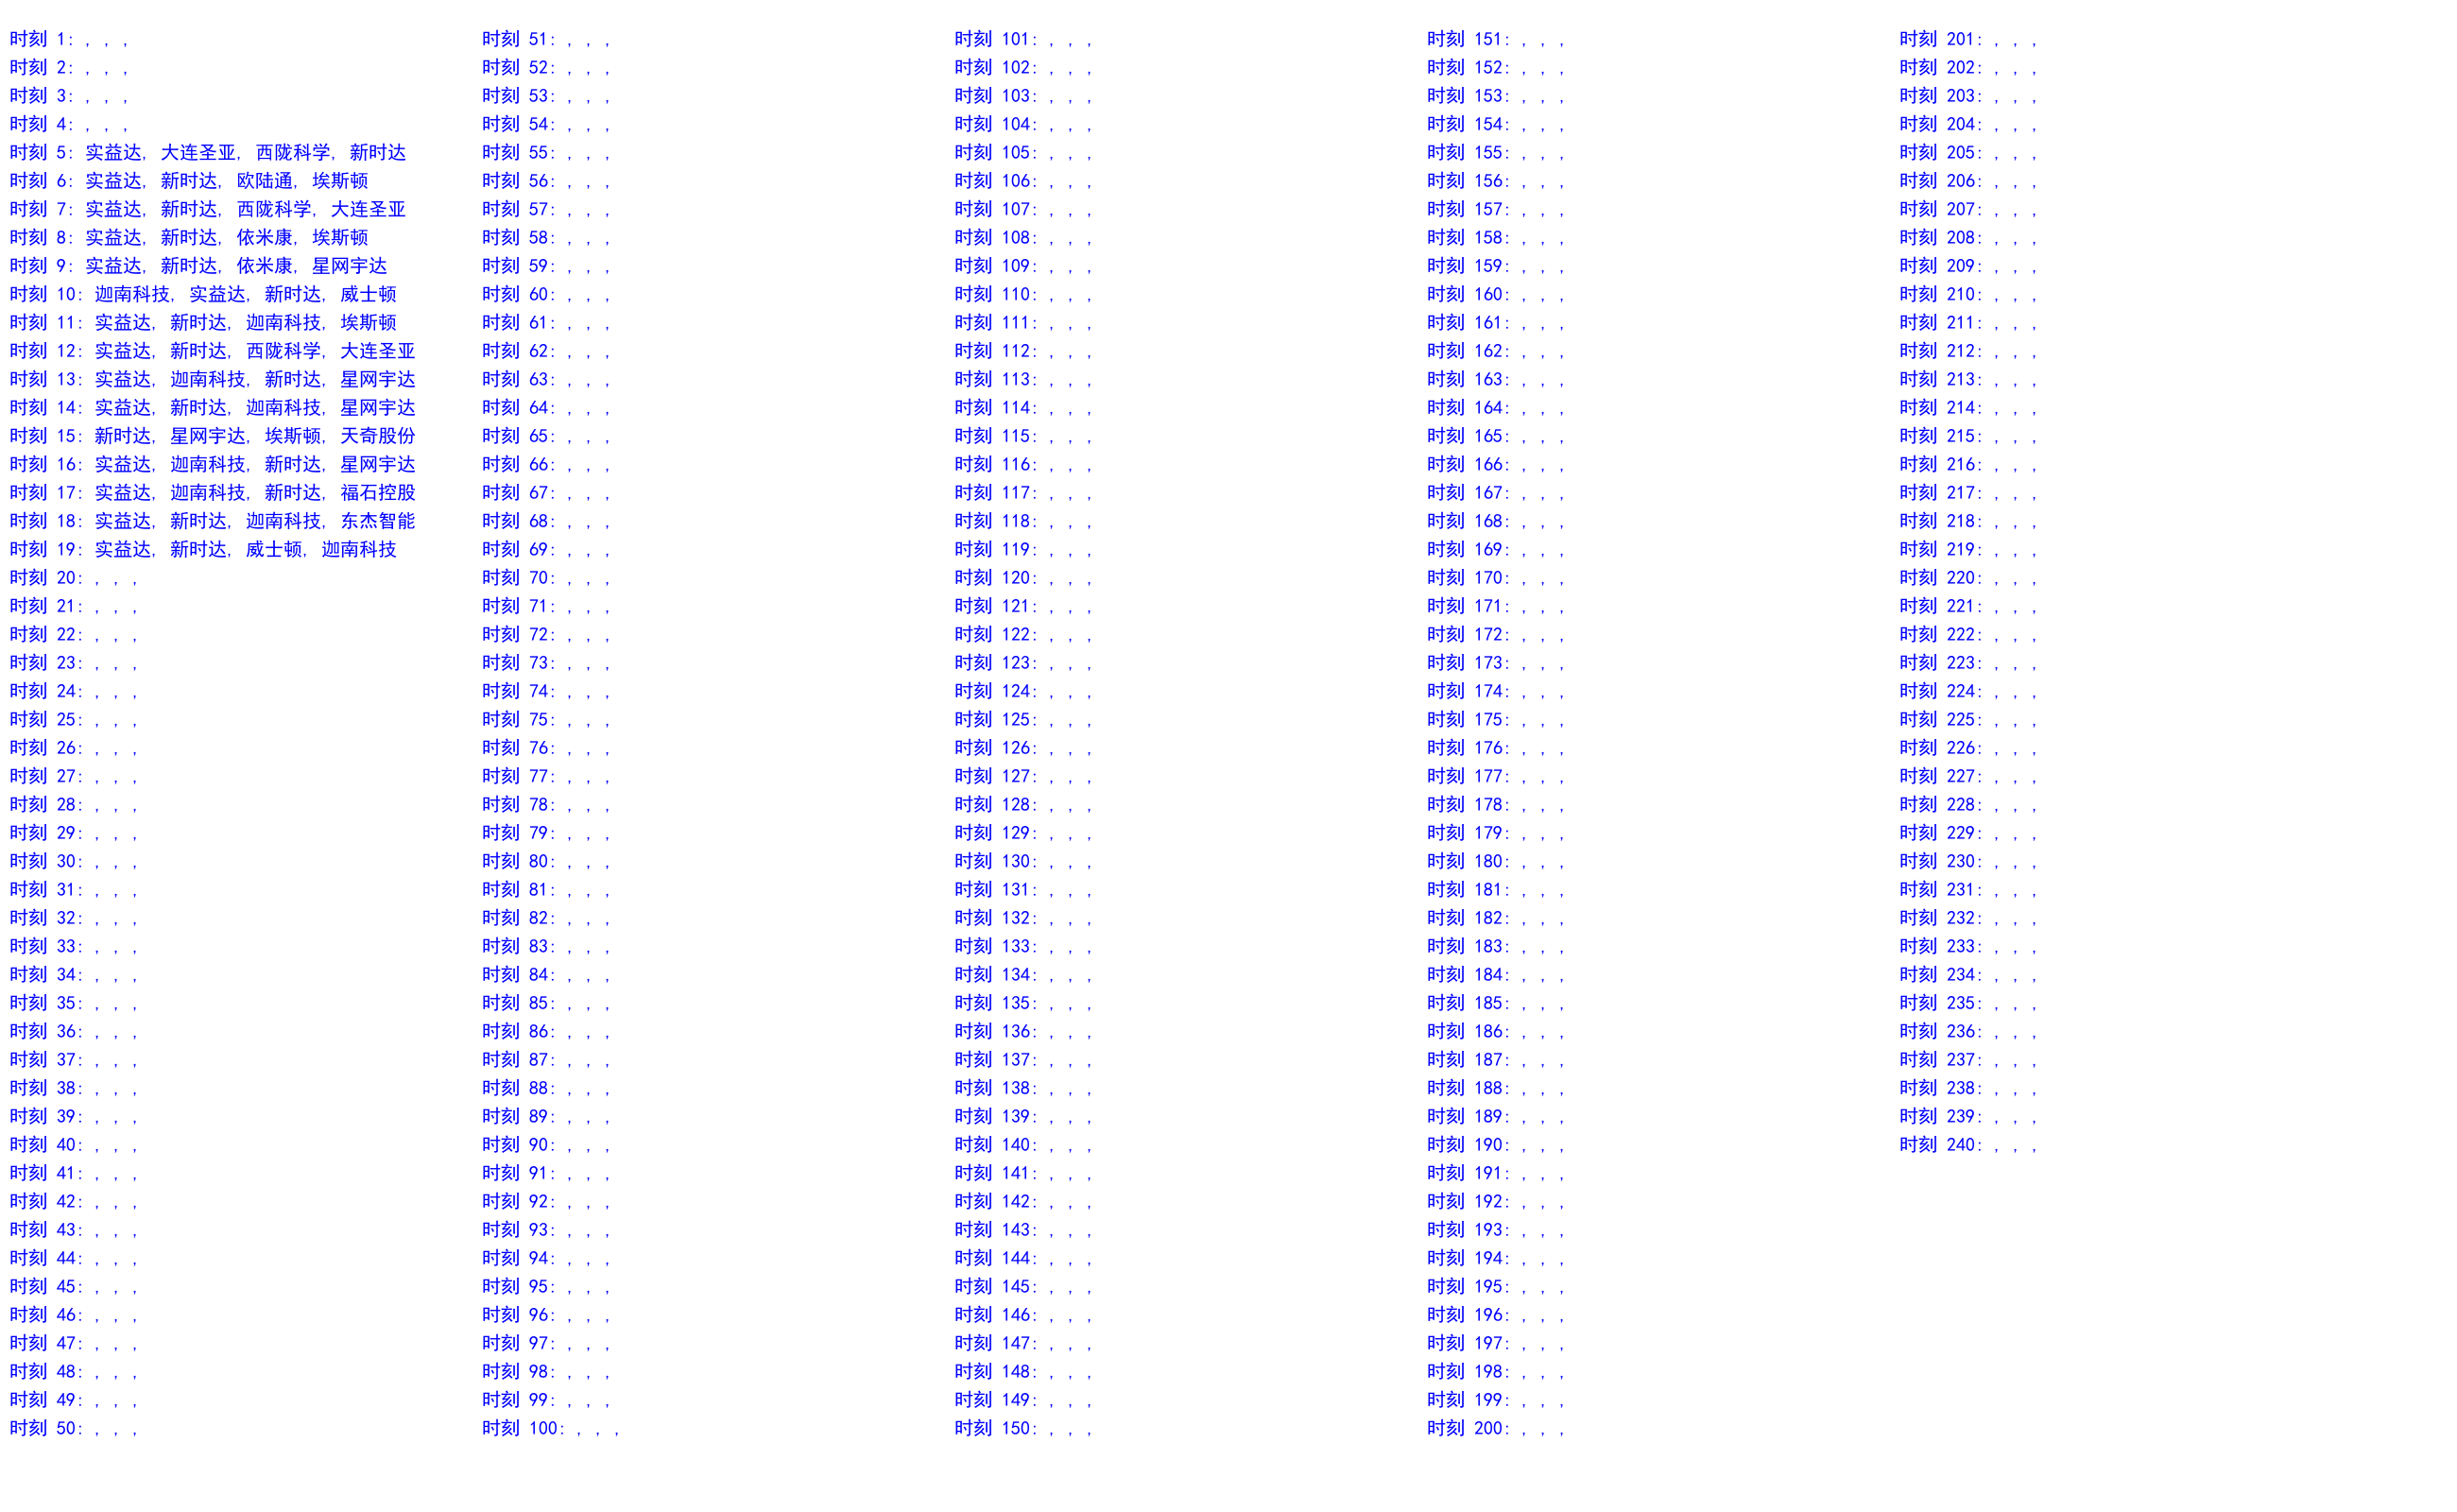 时刻 1: , , ,
时刻 2: , , ,
时刻 3: , , ,
时刻 4: , , ,
时刻 5: 实益达, 大连圣亚, 西陇科学, 新时达
时刻 6: 实益达, 新时达, 欧陆通, 埃斯顿
时刻 7: 实益达, 新时达, 西陇科学, 大连圣亚
时刻 8: 实益达, 新时达, 依米康, 埃斯顿
时刻 9: 实益达, 新时达, 依米康, 星网宇达
时刻 10: 迦南科技, 实益达, 新时达, 威士顿
时刻 11: 实益达, 新时达, 迦南科技, 埃斯顿
时刻 12: 实益达, 新时达, 西陇科学, 大连圣亚
时刻 13: 实益达, 迦南科技, 新时达, 星网宇达
时刻 14: 实益达, 新时达, 迦南科技, 星网宇达
时刻 15: 新时达, 星网宇达, 埃斯顿, 天奇股份
时刻 16: 实益达, 迦南科技, 新时达, 星网宇达
时刻 17: 实益达, 迦南科技, 新时达, 福石控股
时刻 18: 实益达, 新时达, 迦南科技, 东杰智能
时刻 19: 实益达, 新时达, 威士顿, 迦南科技
时刻 20: , , ,
时刻 21: , , ,
时刻 22: , , ,
时刻 23: , , ,
时刻 24: , , ,
时刻 25: , , ,
时刻 26: , , ,
时刻 27: , , ,
时刻 28: , , ,
时刻 29: , , ,
时刻 30: , , ,
时刻 31: , , ,
时刻 32: , , ,
时刻 33: , , ,
时刻 34: , , ,
时刻 35: , , ,
时刻 36: , , ,
时刻 37: , , ,
时刻 38: , , ,
时刻 39: , , ,
时刻 40: , , ,
时刻 41: , , ,
时刻 42: , , ,
时刻 43: , , ,
时刻 44: , , ,
时刻 45: , , ,
时刻 46: , , ,
时刻 47: , , ,
时刻 48: , , ,
时刻 49: , , ,
时刻 50: , , ,
时刻 51: , , ,
时刻 52: , , ,
时刻 53: , , ,
时刻 54: , , ,
时刻 55: , , ,
时刻 56: , , ,
时刻 57: , , ,
时刻 58: , , ,
时刻 59: , , ,
时刻 60: , , ,
时刻 61: , , ,
时刻 62: , , ,
时刻 63: , , ,
时刻 64: , , ,
时刻 65: , , ,
时刻 66: , , ,
时刻 67: , , ,
时刻 68: , , ,
时刻 69: , , ,
时刻 70: , , ,
时刻 71: , , ,
时刻 72: , , ,
时刻 73: , , ,
时刻 74: , , ,
时刻 75: , , ,
时刻 76: , , ,
时刻 77: , , ,
时刻 78: , , ,
时刻 79: , , ,
时刻 80: , , ,
时刻 81: , , ,
时刻 82: , , ,
时刻 83: , , ,
时刻 84: , , ,
时刻 85: , , ,
时刻 86: , , ,
时刻 87: , , ,
时刻 88: , , ,
时刻 89: , , ,
时刻 90: , , ,
时刻 91: , , ,
时刻 92: , , ,
时刻 93: , , ,
时刻 94: , , ,
时刻 95: , , ,
时刻 96: , , ,
时刻 97: , , ,
时刻 98: , , ,
时刻 99: , , ,
时刻 100: , , ,
时刻 101: , , ,
时刻 102: , , ,
时刻 103: , , ,
时刻 104: , , ,
时刻 105: , , ,
时刻 106: , , ,
时刻 107: , , ,
时刻 108: , , ,
时刻 109: , , ,
时刻 110: , , ,
时刻 111: , , ,
时刻 112: , , ,
时刻 113: , , ,
时刻 114: , , ,
时刻 115: , , ,
时刻 116: , , ,
时刻 117: , , ,
时刻 118: , , ,
时刻 119: , , ,
时刻 120: , , ,
时刻 121: , , ,
时刻 122: , , ,
时刻 123: , , ,
时刻 124: , , ,
时刻 125: , , ,
时刻 126: , , ,
时刻 127: , , ,
时刻 128: , , ,
时刻 129: , , ,
时刻 130: , , ,
时刻 131: , , ,
时刻 132: , , ,
时刻 133: , , ,
时刻 134: , , ,
时刻 135: , , ,
时刻 136: , , ,
时刻 137: , , ,
时刻 138: , , ,
时刻 139: , , ,
时刻 140: , , ,
时刻 141: , , ,
时刻 142: , , ,
时刻 143: , , ,
时刻 144: , , ,
时刻 145: , , ,
时刻 146: , , ,
时刻 147: , , ,
时刻 148: , , ,
时刻 149: , , ,
时刻 150: , , ,
时刻 151: , , ,
时刻 152: , , ,
时刻 153: , , ,
时刻 154: , , ,
时刻 155: , , ,
时刻 156: , , ,
时刻 157: , , ,
时刻 158: , , ,
时刻 159: , , ,
时刻 160: , , ,
时刻 161: , , ,
时刻 162: , , ,
时刻 163: , , ,
时刻 164: , , ,
时刻 165: , , ,
时刻 166: , , ,
时刻 167: , , ,
时刻 168: , , ,
时刻 169: , , ,
时刻 170: , , ,
时刻 171: , , ,
时刻 172: , , ,
时刻 173: , , ,
时刻 174: , , ,
时刻 175: , , ,
时刻 176: , , ,
时刻 177: , , ,
时刻 178: , , ,
时刻 179: , , ,
时刻 180: , , ,
时刻 181: , , ,
时刻 182: , , ,
时刻 183: , , ,
时刻 184: , , ,
时刻 185: , , ,
时刻 186: , , ,
时刻 187: , , ,
时刻 188: , , ,
时刻 189: , , ,
时刻 190: , , ,
时刻 191: , , ,
时刻 192: , , ,
时刻 193: , , ,
时刻 194: , , ,
时刻 195: , , ,
时刻 196: , , ,
时刻 197: , , ,
时刻 198: , , ,
时刻 199: , , ,
时刻 200: , , ,
时刻 201: , , ,
时刻 202: , , ,
时刻 203: , , ,
时刻 204: , , ,
时刻 205: , , ,
时刻 206: , , ,
时刻 207: , , ,
时刻 208: , , ,
时刻 209: , , ,
时刻 210: , , ,
时刻 211: , , ,
时刻 212: , , ,
时刻 213: , , ,
时刻 214: , , ,
时刻 215: , , ,
时刻 216: , , ,
时刻 217: , , ,
时刻 218: , , ,
时刻 219: , , ,
时刻 220: , , ,
时刻 221: , , ,
时刻 222: , , ,
时刻 223: , , ,
时刻 224: , , ,
时刻 225: , , ,
时刻 226: , , ,
时刻 227: , , ,
时刻 228: , , ,
时刻 229: , , ,
时刻 230: , , ,
时刻 231: , , ,
时刻 232: , , ,
时刻 233: , , ,
时刻 234: , , ,
时刻 235: , , ,
时刻 236: , , ,
时刻 237: , , ,
时刻 238: , , ,
时刻 239: , , ,
时刻 240: , , ,